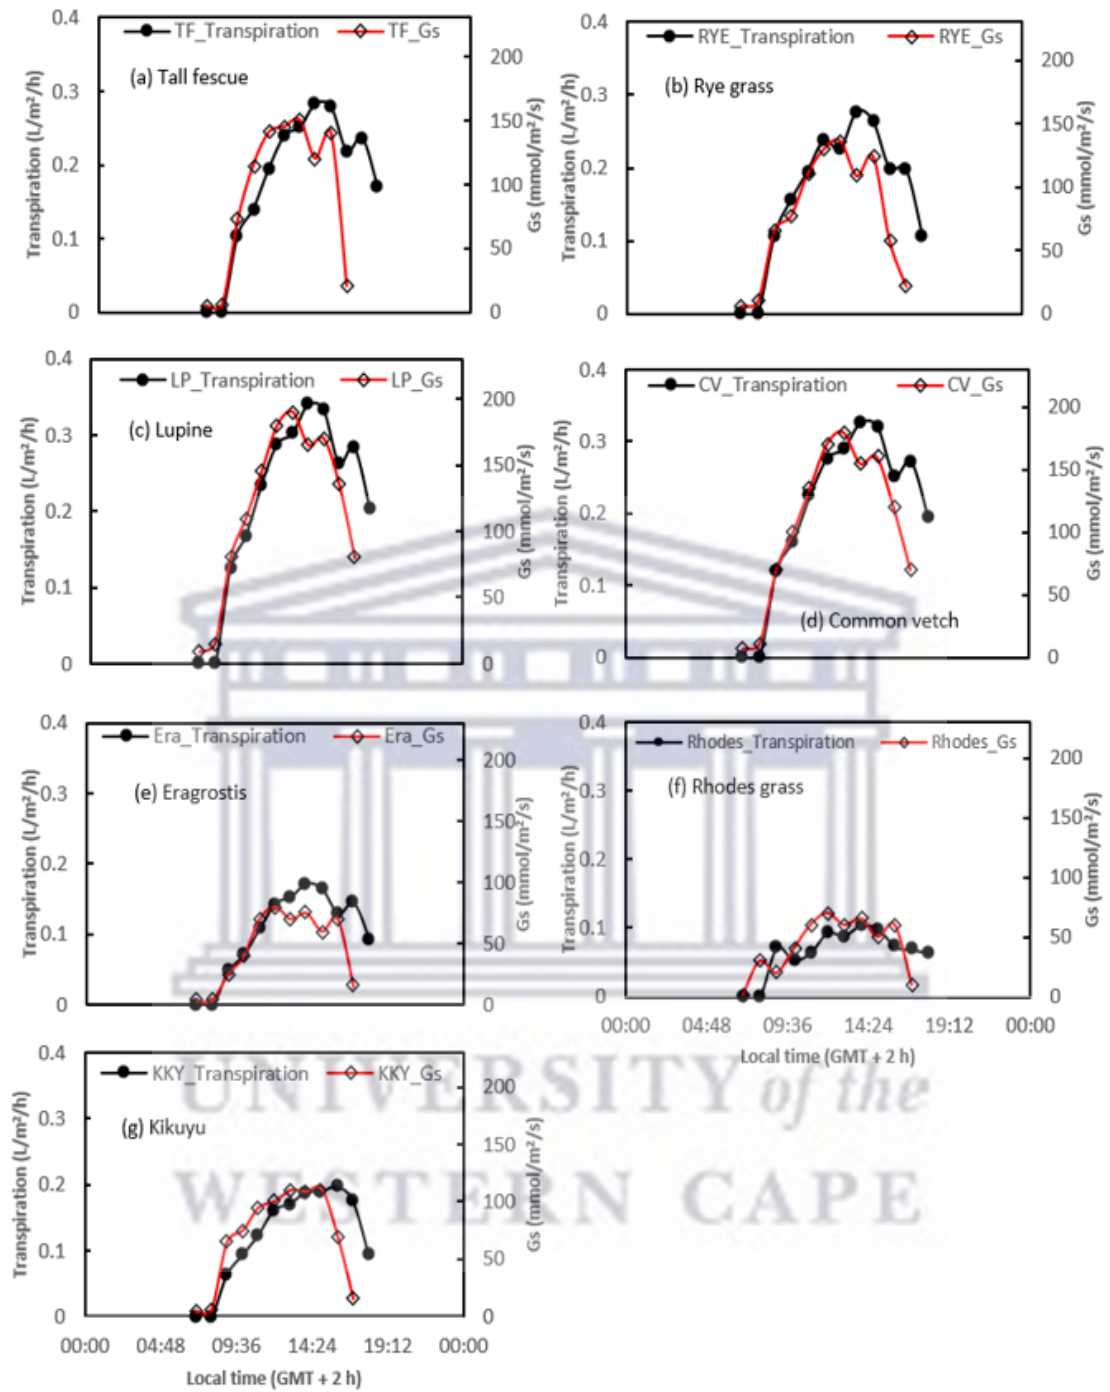 TF_Transpiration TF_Gs
(a) Tall fescue
Transpiration (L/m²/h)
0.4
0.3
0.2
0.1
0
200
150
100
50
0
Gs (mmol/m²/s)
RYE_Transpiration RYE_Gs
(b) Rye grass
Transpiration (L/m²/h)
0.4
0.3
0.2
0.1
0
200
150
100
50
0
Gs (mmol/m²/s)
LP_Transpiration LP_Gs
(c) Lupine
Transpiration (L/m²/h)
0.4
0.3
0.2
0.1
0
200
150
100
50
0
Gs (mmol/m²/s)
CV_Transpiration CV_Gs
(d) Common vetch
Transpiration (L/m²/h)
0.4
0.3
0.2
0.1
0
200
150
100
50
0
Gs (mmol/m²/s)
Era_Transpiration Era_Gs
(e) Eragrostis
Transpiration (L/m²/h)
0.4
0.3
0.2
0.1
0
200
150
100
50
0
Gs (mmol/m²/s)
Rhodes_Transpiration Rhodes_Gs
(f) Rhodes grass
Transpiration (L/m²/h)
0.4
0.3
0.2
0.1
0
200
150
100
50
0
Gs (mmol/m²/s)
00:00 04:48 09:36 14:24 19:12 00:00
Local time (GMT + 2 h)
KKY_Transpiration KKY_Gs
(g) Kikuyu
Transpiration (L/m²/h)
0.4
0.3
0.2
0.1
0
200
150
100
50
0
Gs (mmol/m²/s)
00:00 04:48 09:36 14:24 19:12 00:00
Local time (GMT + 2 h)
UNIVERSITY of the
WESTERN CAPE